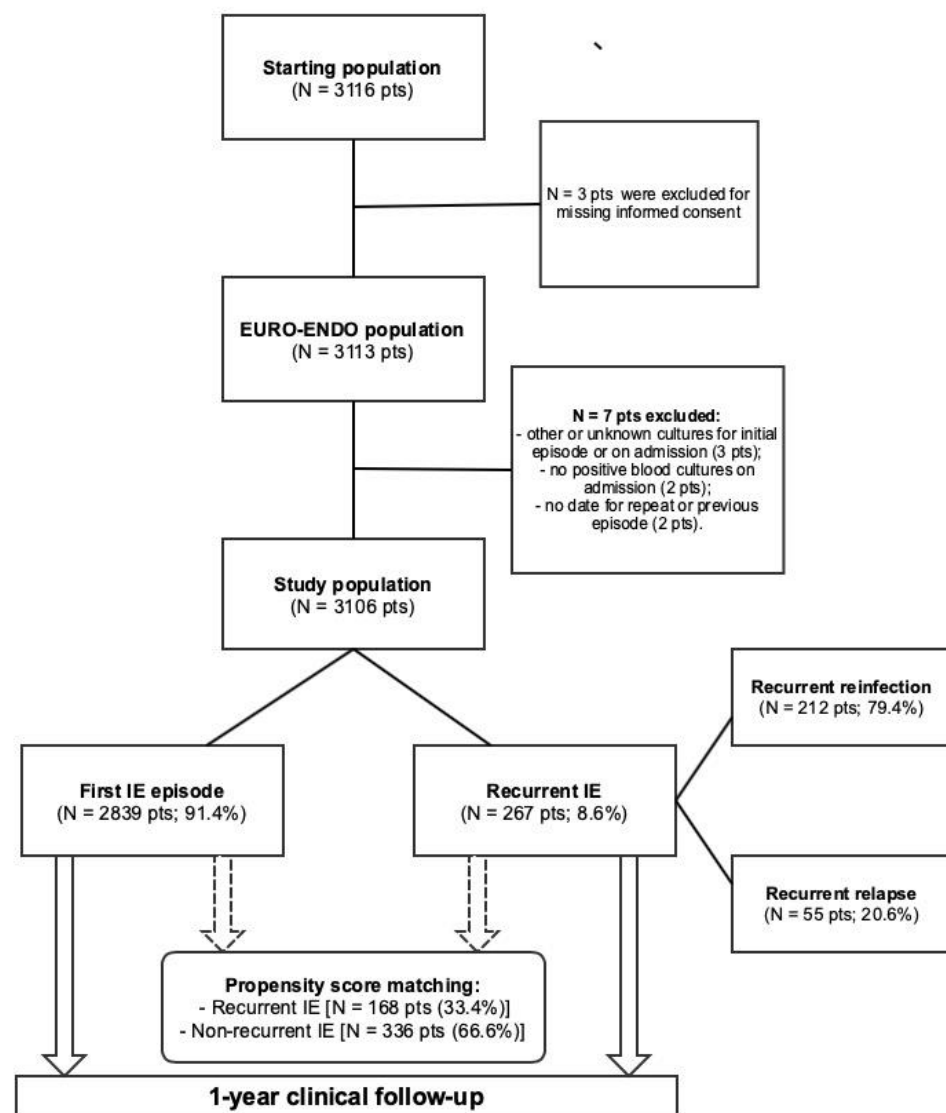 Starting population
(N = 3116 pts)
N = 3 pts were excluded for
missing informed consent
EURO-ENDO population
(N = 3113 pts)
N = 7 pts excluded:
- other or unknown cultures for initial
episode or on admission (3 pts);
- no positive blood cultures on
admission (2 pts);
- no date for repeat or previous
episode (2 pts).
Study population
(N = 3106 pts)
Recurrent reinfection
(N = 212 pts; 79.4%)
First IE episode
(N = 2839 pts; 91.4%)
Recurrent IE
(N = 267 pts; 8.6%)
Recurrent relapse
(N = 55 pts; 20.6%)
Propensity score matching:
- Recurrent IE [N = 168 pts (33.4%)]
- Non-recurrent IE [N = 336 pts (66.6%)]
1-year clinical follow-up